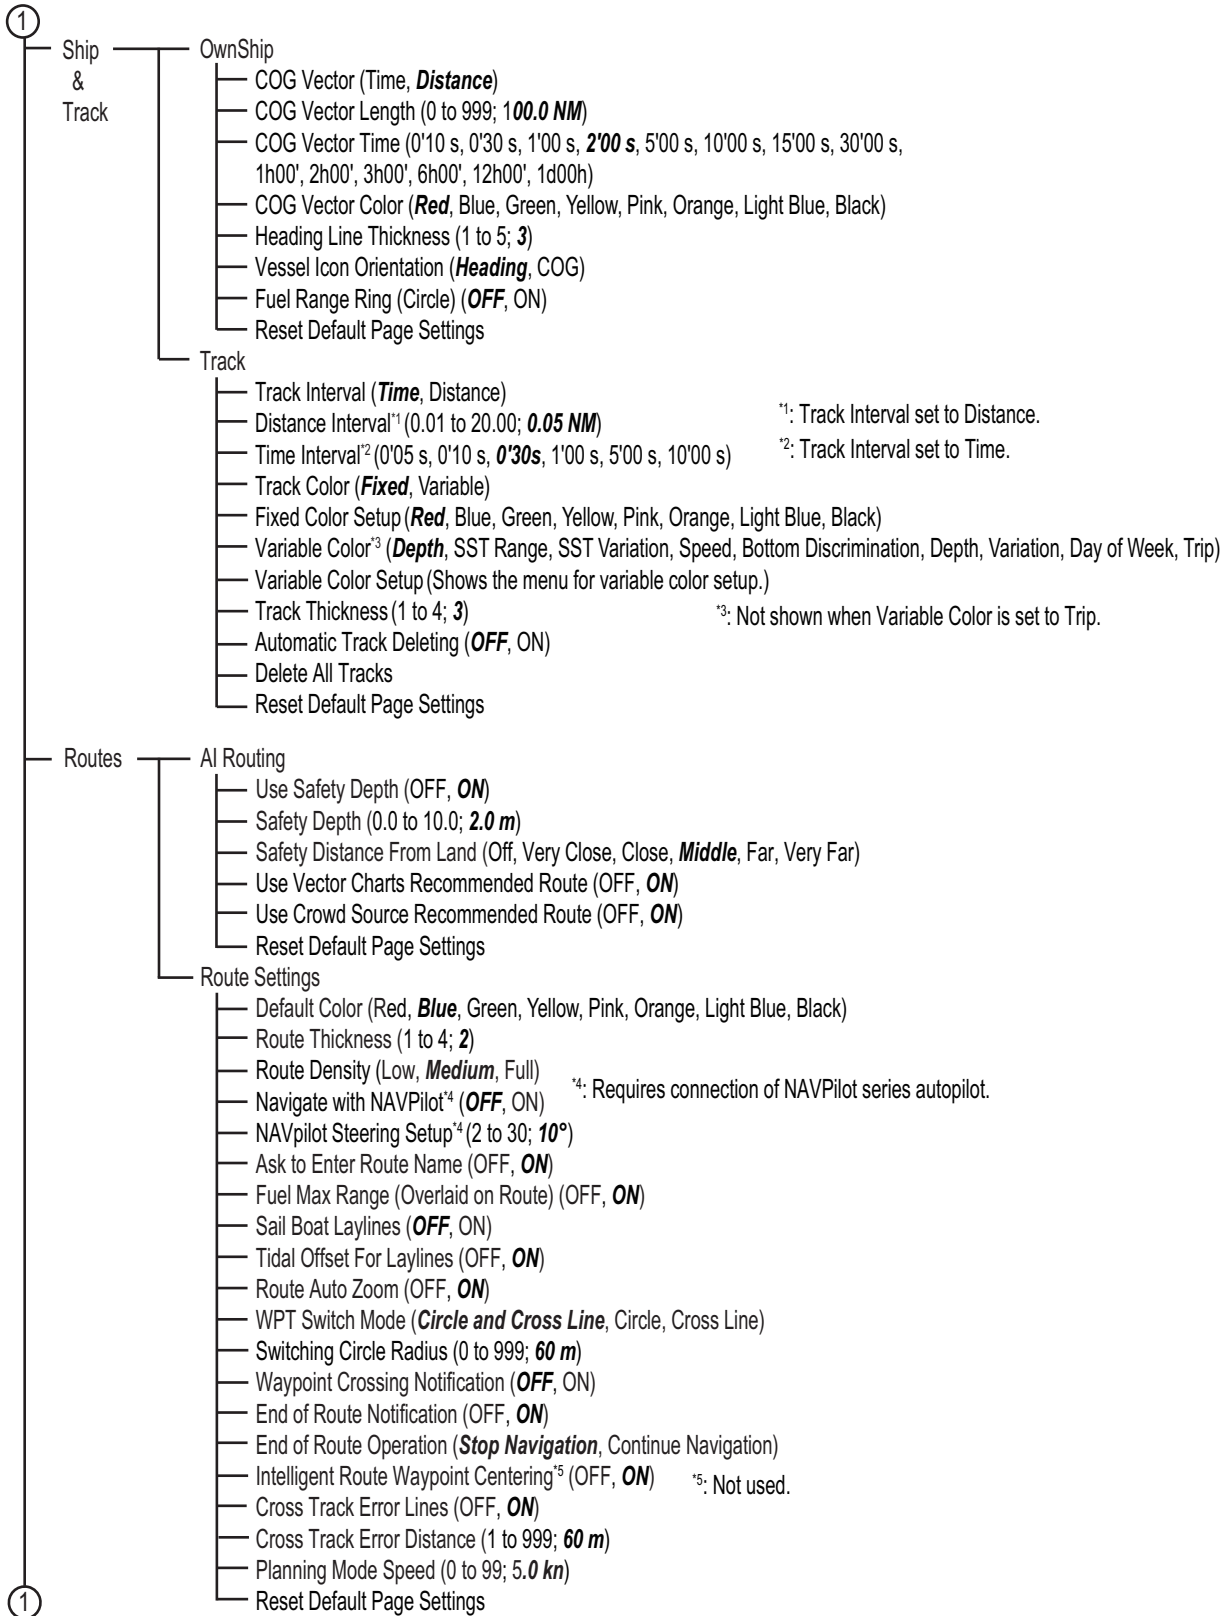 1
Ship
&
Track
OwnShip
COG Vector (Time, Distance)
COG Vector Length (0 to 999; 100.0 NM)
COG Vector Time (0'10 s, 0'30 s, 1'00 s, 2'00 s, 5'00 s, 10'00 s, 15'00 s, 30'00 s,
1h00', 2h00', 3h00', 6h00', 12h00', 1d00h)
COG Vector Color (Red, Blue, Green, Yellow, Pink, Orange, Light Blue, Black)
Heading Line Thickness (1 to 5; 3)
Vessel Icon Orientation (Heading, COG)
Fuel Range Ring (Circle) (OFF, ON)
Reset Default Page Settings
Track
Track Interval (Time, Distance)
Distance Interval*1 (0.01 to 20.00; 0.05 NM)
*1: Track Interval set to Distance.
Time Interval*2 (0'05 s, 0'10 s, 0'30s, 1'00 s, 5'00 s, 10'00 s)
*2: Track Interval set to Time.
Track Color (Fixed, Variable)
Fixed Color Setup (Red, Blue, Green, Yellow, Pink, Orange, Light Blue, Black)
Variable Color*3 (Depth, SST Range, SST Variation, Speed, Bottom Discrimination, Depth, Variation, Day of Week, Trip)
Variable Color Setup (Shows the menu for variable color setup.)
Track Thickness (1 to 4; 3)
*3: Not shown when Variable Color is set to Trip.
Automatic Track Deleting (OFF, ON)
Delete All Tracks
Reset Default Page Settings
Routes
AI Routing
Use Safety Depth (OFF, ON)
Safety Depth (0.0 to 10.0; 2.0 m)
Safety Distance From Land (Off, Very Close, Close, Middle, Far, Very Far)
Use Vector Charts Recommended Route (OFF, ON)
Use Crowd Source Recommended Route (OFF, ON)
Reset Default Page Settings
Route Settings
Default Color (Red, Blue, Green, Yellow, Pink, Orange, Light Blue, Black)
Route Thickness (1 to 4; 2)
Route Density (Low, Medium, Full)
*4: Requires connection of NAVPilot series autopilot.
Navigate with NAVPilot*4 (OFF, ON)
NAVpilot Steering Setup*4 (2 to 30; 10°)
Ask to Enter Route Name (OFF, ON)
Fuel Max Range (Overlaid on Route) (OFF, ON)
Sail Boat Laylines (OFF, ON)
Tidal Offset For Laylines (OFF, ON)
Route Auto Zoom (OFF, ON)
WPT Switch Mode (Circle and Cross Line, Circle, Cross Line)
Switching Circle Radius (0 to 999; 60 m)
Waypoint Crossing Notification (OFF, ON)
End of Route Notification (OFF, ON)
End of Route Operation (Stop Navigation, Continue Navigation)
Intelligent Route Waypoint Centering*5 (OFF, ON)
*5: Not used.
Cross Track Error Lines (OFF, ON)
Cross Track Error Distance (1 to 999; 60 m)
Planning Mode Speed (0 to 99; 5.0 kn)
Reset Default Page Settings
1